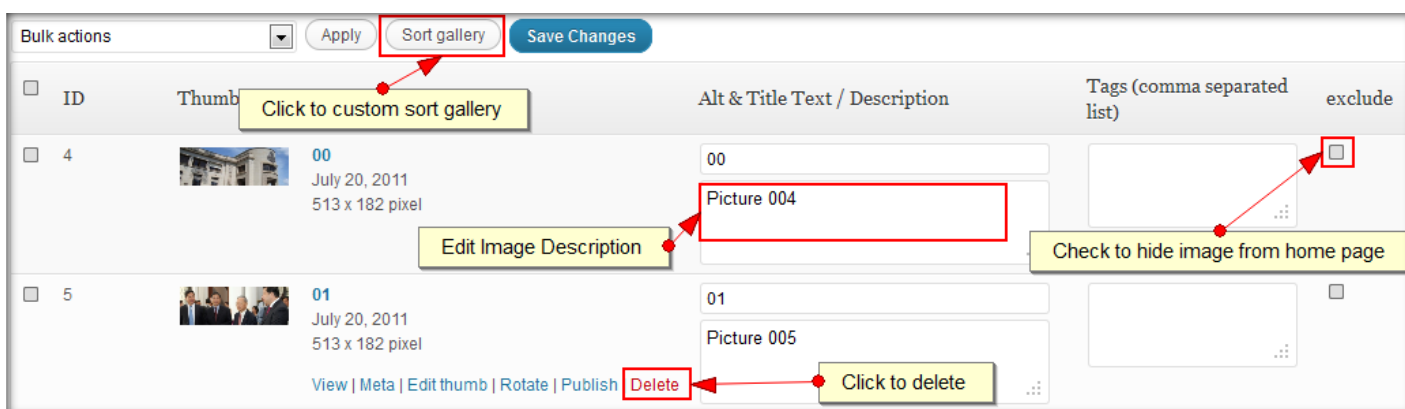 Bulk actions Apply Sort gallery Save Changes
ID Thumb Alt & Title Text / Description Tags (comma separated list) exclude
Click to custom sort gallery
4 00 00
July 20, 2011
513 x 182 pixel
Picture 004
Edit Image Description
Check to hide image from home page
5 01 01
July 20, 2011
513 x 182 pixel
Picture 005
View | Meta | Edit thumb | Rotate | Publish Delete
Click to delete